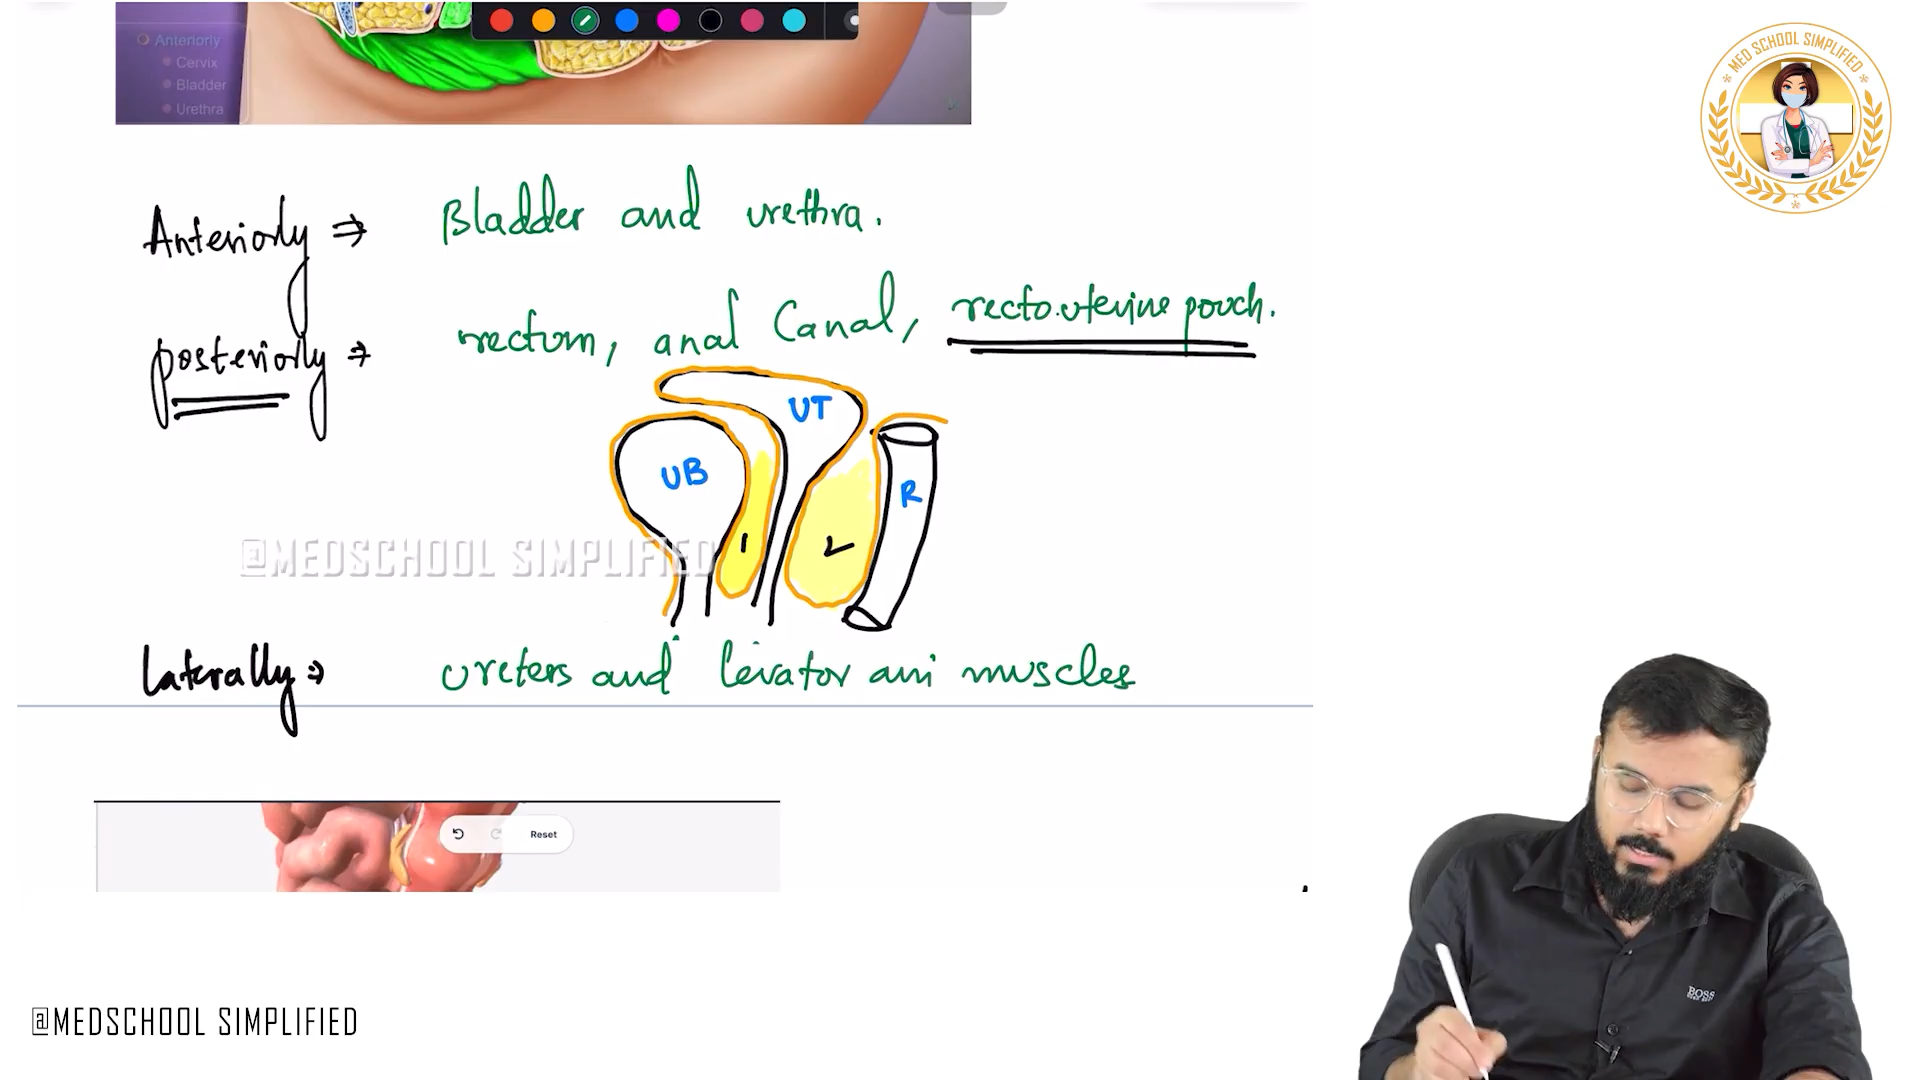 Anteriorly
Cervix
Bladder
Urethra
MED SCHOOL SIMPLIFIED
Anteriorly ⇒ Bladder and urethra.
posteriorly → rectum, anal Canal, recto.uterine pouch.
UT
UB
R
1
2
@MEDSCHOOL SIMPLIFIED
laterally → ureters and levator ani muscles
Reset
BOSS
@MEDSCHOOL SIMPLIFIED